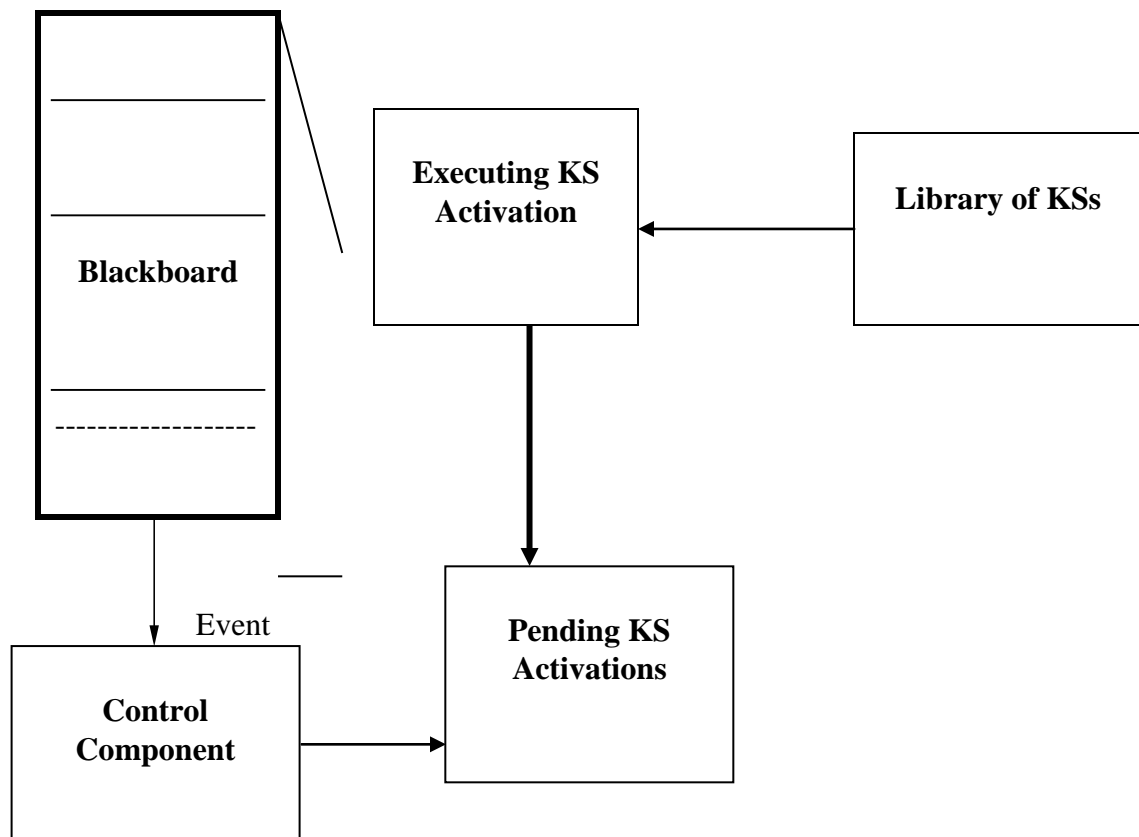 Executing KS
Activation
Library of KSs
Blackboard
Event
Pending KS
Activations
Control
Component